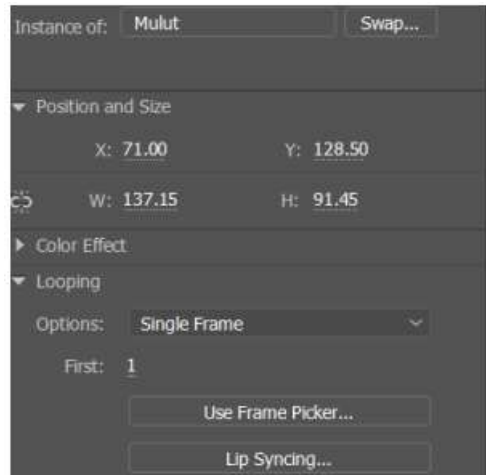 Instance of: Mulut Swap...
Position and Size
X: 71.00 Y: 128.50
W: 137.15 H: 91.45
Color Effect
Looping
Options: Single Frame
First: 1
Use Frame Picker...
Lip Syncing...